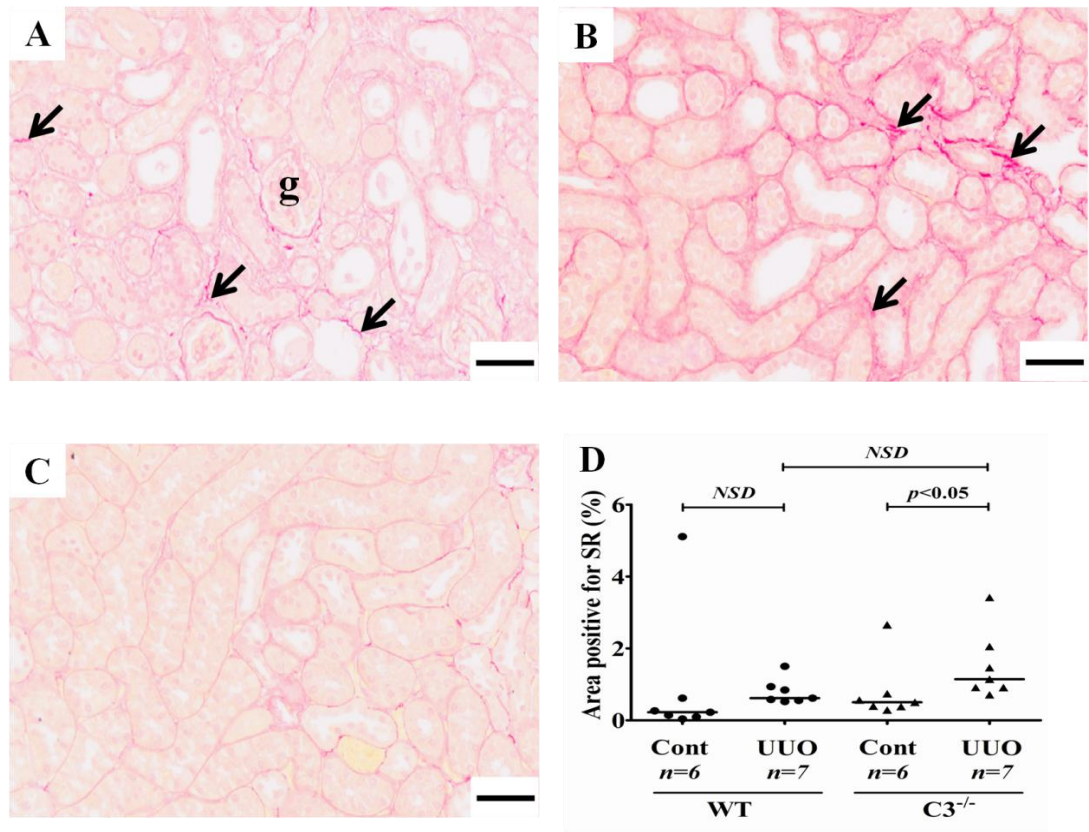 A
B
g
C
D
NSD
NSD
p<0.05
Area positive for SR (%)
6
4
2
0
Cont UUO Cont UUO
n=6 n=7 n=6 n=7
WT C3-/-